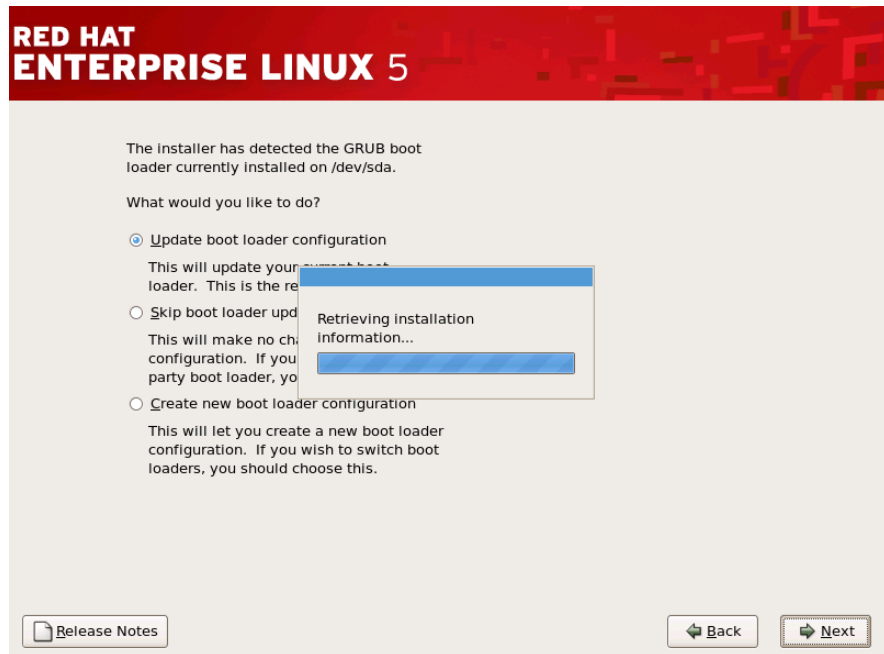 RED HAT
ENTERPRISE LINUX 5
The installer has detected the GRUB boot
loader currently installed on /dev/sda.
What would you like to do?
Update boot loader configuration
This will update your current boot
loader. This is the re
Skip boot loader upd
This will make no cha
configuration. If you
party boot loader, yo
Retrieving installation
information...
Create new boot loader configuration
This will let you create a new boot loader
configuration. If you wish to switch boot
loaders, you should choose this.
Release Notes
Back
Next